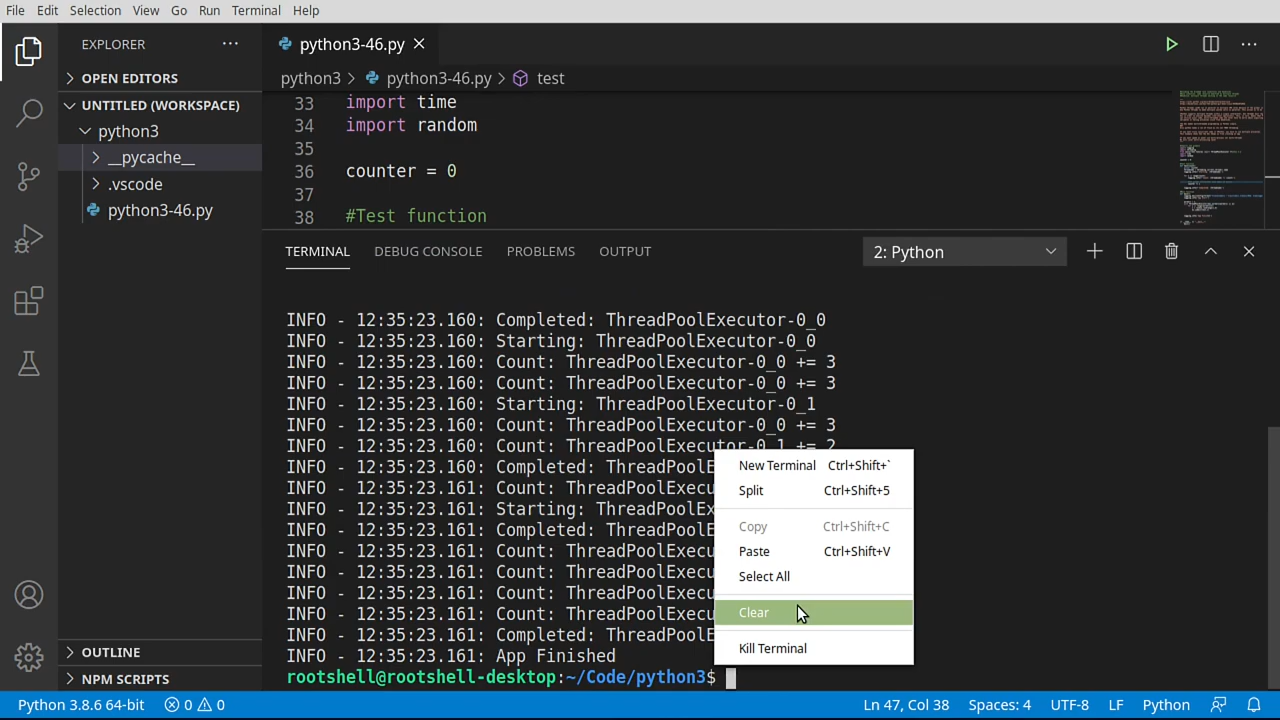 File Edit Selection View Go Run Terminal Help
EXPLORER
OPEN EDITORS
UNTITLED (WORKSPACE)
python3
__pycache__
.vscode
python3-46.py
OUTLINE
NPM SCRIPTS
python3-46.py
python3 > python3-46.py > test
33 import time
34 import random
35
36 counter = 0
37
38 #Test function
TERMINAL DEBUG CONSOLE PROBLEMS OUTPUT 2: Python
INFO - 12:35:23.160: Completed: ThreadPoolExecutor-0_0
INFO - 12:35:23.160: Starting: ThreadPoolExecutor-0_0
INFO - 12:35:23.160: Count: ThreadPoolExecutor-0_0 += 3
INFO - 12:35:23.160: Count: ThreadPoolExecutor-0_0 += 3
INFO - 12:35:23.160: Starting: ThreadPoolExecutor-0_1
INFO - 12:35:23.160: Count: ThreadPoolExecutor-0_0 += 3
INFO - 12:35:23.160: Count: ThreadPoolExecutor-0_1 += 2
INFO - 12:35:23.160: Completed: ThreadPoolE
INFO - 12:35:23.161: Count: ThreadPoolExecu
INFO - 12:35:23.161: Starting: ThreadPoolEx
INFO - 12:35:23.161: Completed: ThreadPoolE
INFO - 12:35:23.161: Count: ThreadPoolExecu
INFO - 12:35:23.161: Count: ThreadPoolExecu
INFO - 12:35:23.161: Count: ThreadPoolExecu
INFO - 12:35:23.161: Count: ThreadPoolExecu
INFO - 12:35:23.161: Completed: ThreadPoolE
INFO - 12:35:23.161: App Finished
rootshell@rootshell-desktop:~/Code/python3$
New Terminal Ctrl+Shift+`
Split Ctrl+Shift+5
Copy Ctrl+Shift+C
Paste Ctrl+Shift+V
Select All
Clear
Kill Terminal
Python 3.8.6 64-bit 0 0 Ln 47, Col 38 Spaces: 4 UTF-8 LF Python